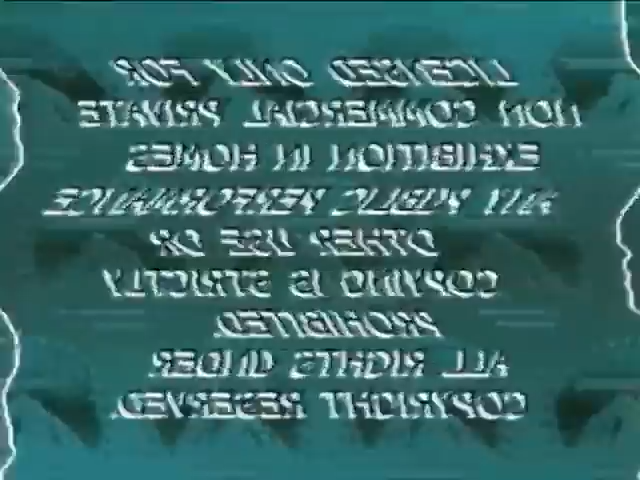 LICENSED ONLY FOR
NON COMMERCIAL PRIVATE
EXHIBITION IN HOMES
ANY PUBLIC PERFORMANCE
OTHER USE OR
COPYING IS STRICTLY
PROHIBITED.
ALL RIGHTS UNDER
COPYRIGHT RESERVED.